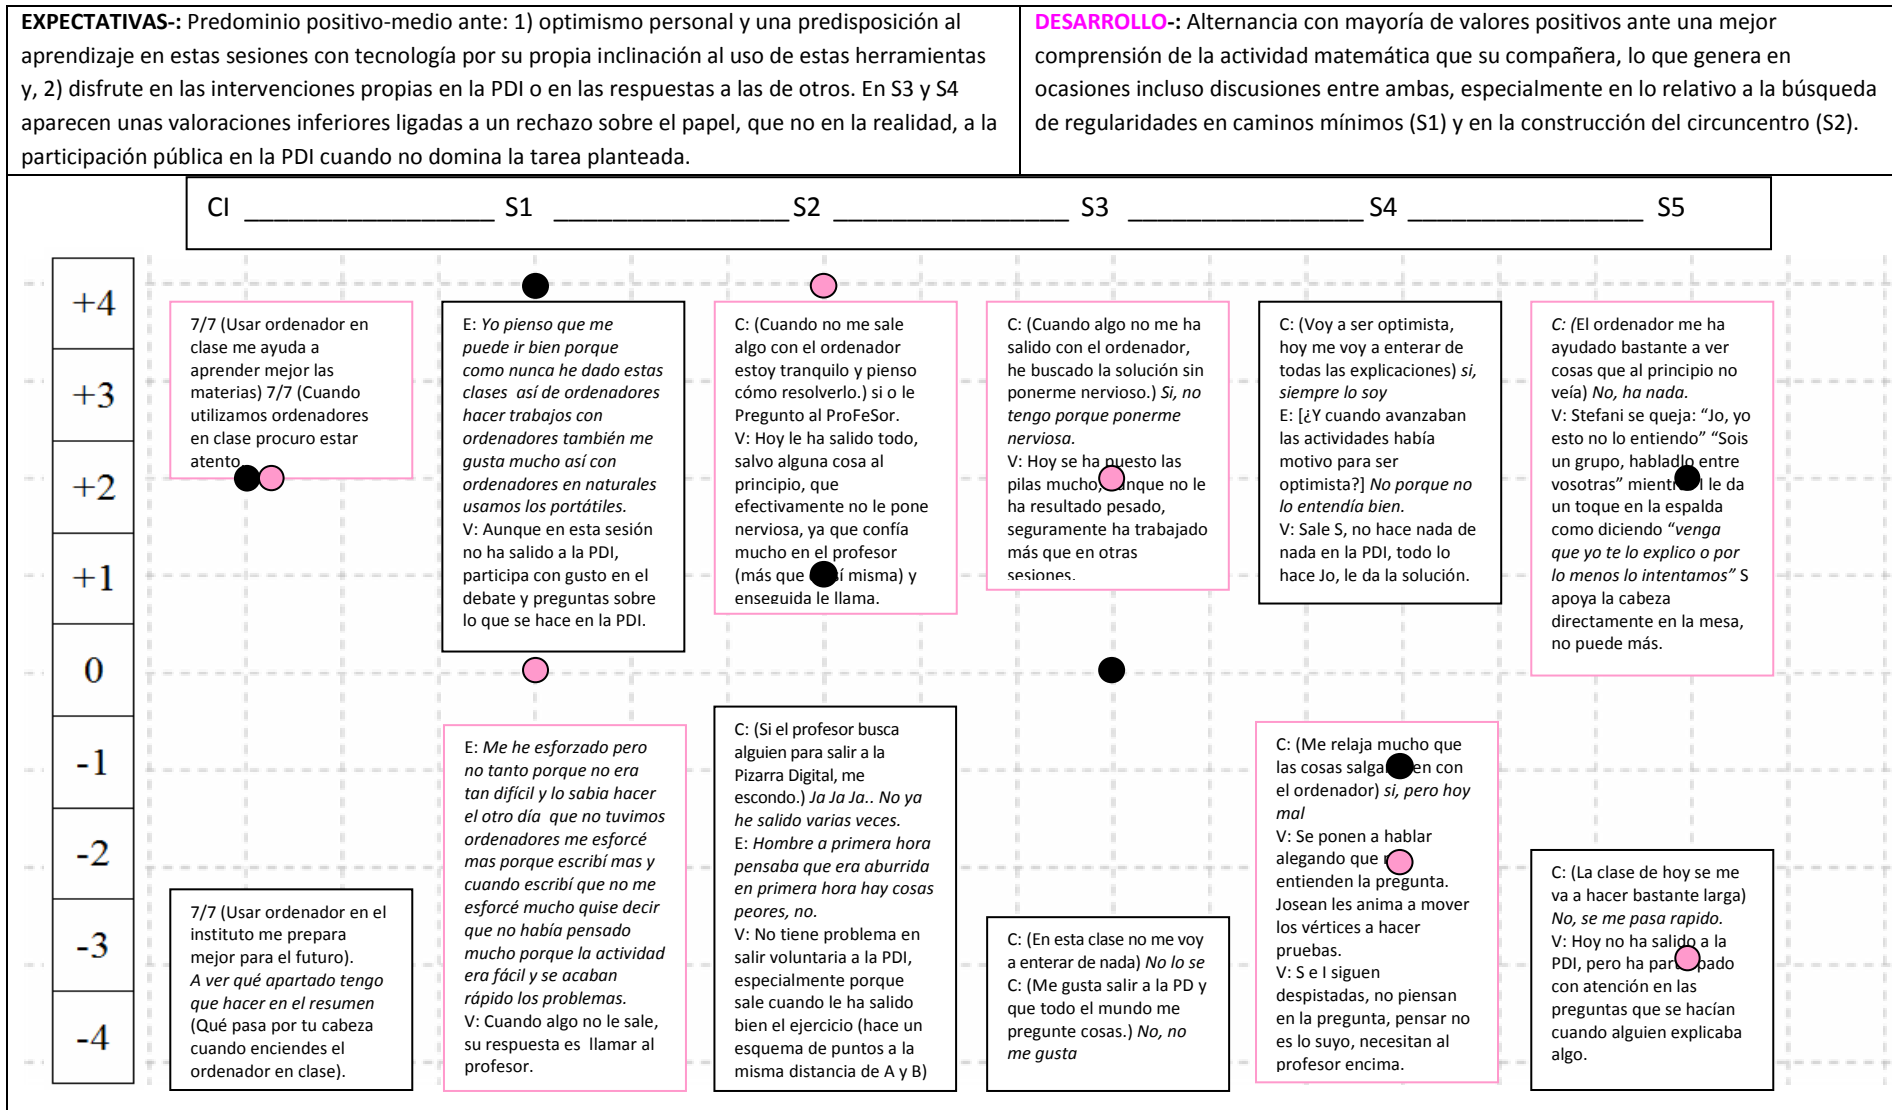 EXPECTATIVAS-: Predominio positivo-medio ante: 1) optimismo personal y una predisposición al
aprendizaje en estas sesiones con tecnología por su propia inclinación al uso de estas herramientas
y, 2) disfrute en las intervenciones propias en la PDI o en las respuestas a las de otros. En S3 y S4
aparecen unas valoraciones inferiores ligadas a un rechazo sobre el papel, que no en la realidad, a la
participación pública en la PDI cuando no domina la tarea planteada.
DESARROLLO-: Alternancia con mayoría de valores positivos ante una mejor
comprensión de la actividad matemática que su compañera, lo que genera en
ocasiones incluso discusiones entre ambas, especialmente en lo relativo a la búsqueda
de regularidades en caminos mínimos (S1) y en la construcción del circuncentro (S2).
CI _________________ S1 ________________ S2 ________________ S3 ________________ S4 ________________ S5
+4
+3
+2
+1
0
-1
-2
-3
-4
7/7 (Usar ordenador en
clase me ayuda a
aprender mejor las
materias) 7/7 (Cuando
utilizamos ordenadores
en clase procuro estar
atento
E: Yo pienso que me
puede ir bien porque
como nunca he dado estas
clases así de ordenadores
hacer trabajos con
ordenadores también me
gusta mucho así con
ordenadores en naturales
usamos los portátiles.
V: Aunque en esta sesión
no ha salido a la PDI,
participa con gusto en el
debate y preguntas sobre
lo que se hace en la PDI.
C: (Cuando no me sale
algo con el ordenador
estoy tranquilo y pienso
cómo resolverlo.) si o le
Pregunto al ProFeSor.
V: Hoy le ha salido todo,
salvo alguna cosa al
principio, que
efectivamente no le pone
nerviosa, ya que confía
mucho en el profesor
(más que sí misma) y
enseguida le llama.
C: (Cuando algo no me ha
salido con el ordenador,
he buscado la solución sin
ponerme nervioso.) Si, no
tengo porque ponerme
nerviosa.
V: Hoy se ha puesto las
pilas mucho, aunque no le
ha resultado pesado,
seguramente ha trabajado
más que en otras
sesiones.
C: (Voy a ser optimista,
hoy me voy a enterar de
todas las explicaciones) si,
siempre lo soy
E: [¿Y cuando avanzaban
las actividades había
motivo para ser
optimista?] No porque no
lo entendía bien.
V: Sale S, no hace nada de
nada en la PDI, todo lo
hace Jo, le da la solución.
C: (El ordenador me ha
ayudado bastante a ver
cosas que al principio no
veía) No, ha nada.
V: Stefani se queja: “Jo, yo
esto no lo entiendo” “Sois
un grupo, habladlo entre
vosotras” mientras I le da
un toque en la espalda
como diciendo “venga
que yo te lo explico o por
lo menos lo intentamos” S
apoya la cabeza
directamente en la mesa,
no puede más.
7/7 (Usar ordenador en el
instituto me prepara
mejor para el futuro).
A ver qué apartado tengo
que hacer en el resumen
(Qué pasa por tu cabeza
cuando enciendes el
ordenador en clase).
E: Me he esforzado pero
no tanto porque no era
tan difícil y lo sabia hacer
el otro día que no tuvimos
ordenadores me esforcé
mas porque escribí mas y
cuando escribí que no me
esforcé mucho quise decir
que no había pensado
mucho porque la actividad
era fácil y se acaban
rápido los problemas.
V: Cuando algo no le sale,
su respuesta es llamar al
profesor.
C: (Si el profesor busca
alguien para salir a la
Pizarra Digital, me
escondo.) Ja Ja Ja.. No ya
he salido varias veces.
E: Hombre a primera hora
pensaba que era aburrida
en primera hora hay cosas
peores, no.
V: No tiene problema en
salir voluntaria a la PDI,
especialmente porque
sale cuando le ha salido
bien el ejercicio (hace un
esquema de puntos a la
misma distancia de A y B)
C: (En esta clase no me voy
a enterar de nada) No lo se
C: (Me gusta salir a la PD y
que todo el mundo me
pregunte cosas.) No, no
me gusta
C: (Me relaja mucho que
las cosas salgan bien con
el ordenador) si, pero hoy
mal
V: Se ponen a hablar
alegando que
entienden la pregunta.
Josean les anima a mover
los vértices a hacer
pruebas.
V: S e I siguen
despistadas, no piensan
en la pregunta, pensar no
es lo suyo, necesitan al
profesor encima.
C: (La clase de hoy se me
va a hacer bastante larga)
No, se me pasa rapido.
V: Hoy no ha salido a la
PDI, pero ha participado
con atención en las
preguntas que se hacían
cuando alguien explicaba
algo.